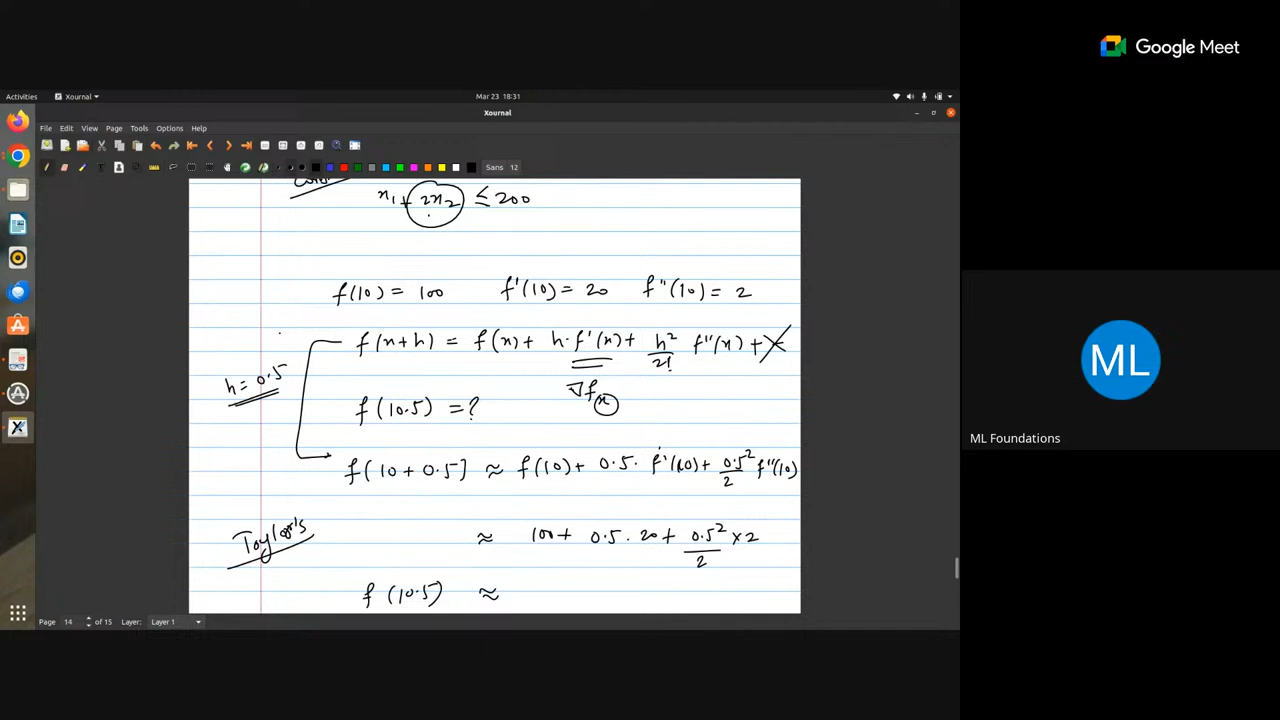 Google Meet
Activities Xournal Mar 23 18:31
Xournal
File Edit View Page Tools Options Help
Sans 12
x1 + 2x2 ≤ 200
f(10) = 100 f'(10) = 20 f"(10) = 2
f(x+h) = f(x) + h·f'(x) + h²/2! f"(x) +
h = 0.5
∇f x
f(10.5) = ?
f(10 + 0.5) ≈ f(10) + 0.5 · f'(10) + 0.5²/2 f"(10)
Taylor's
≈ 100 + 0.5 · 20 + 0.5²/2 × 2
f(10.5) ≈
Page 14 of 15 Layer: Layer 1
ML
ML Foundations